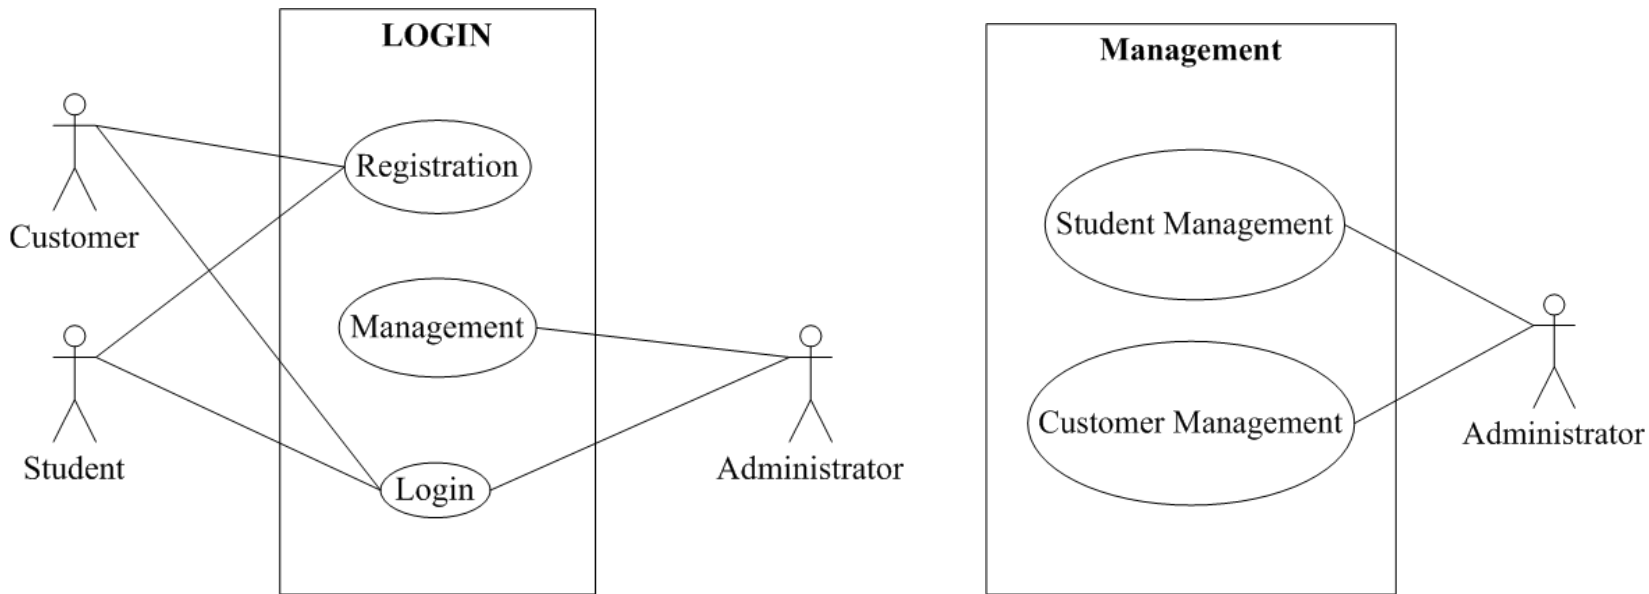 LOGIN
Registration
Customer
Management
Student
Login
Administrator
Management
Student Management
Customer Management
Administrator